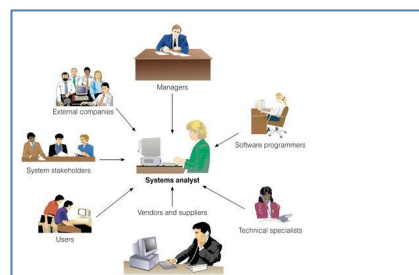 Managers
External companies
Software programmers
System stakeholders
Systems analyst
Vendors and suppliers
Users
Technical specialists